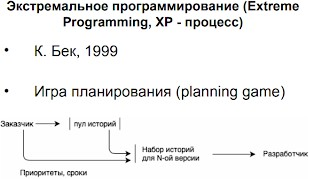 Экстремальное программирование (Extreme
Programming, XP - процесс)
• К. Бек, 1999
• Игра планирования (planning game)
Заказчик
пул историй
Набор историй
для N-ой версии
Разработчик
Приоритеты, сроки